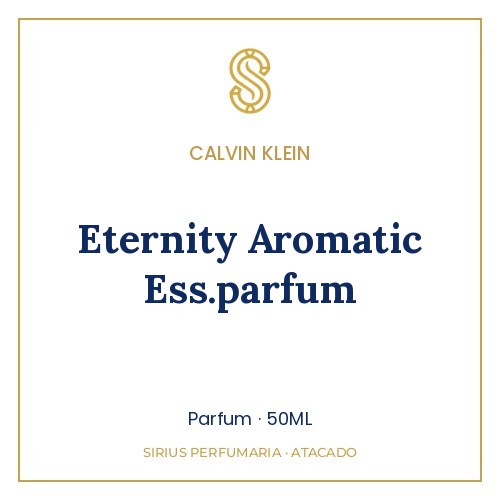 CALVIN KLEIN
Eternity Aromatic
Ess.parfum
Parfum · 50ML
SIRIUS PERFUMARIA · ATACADO